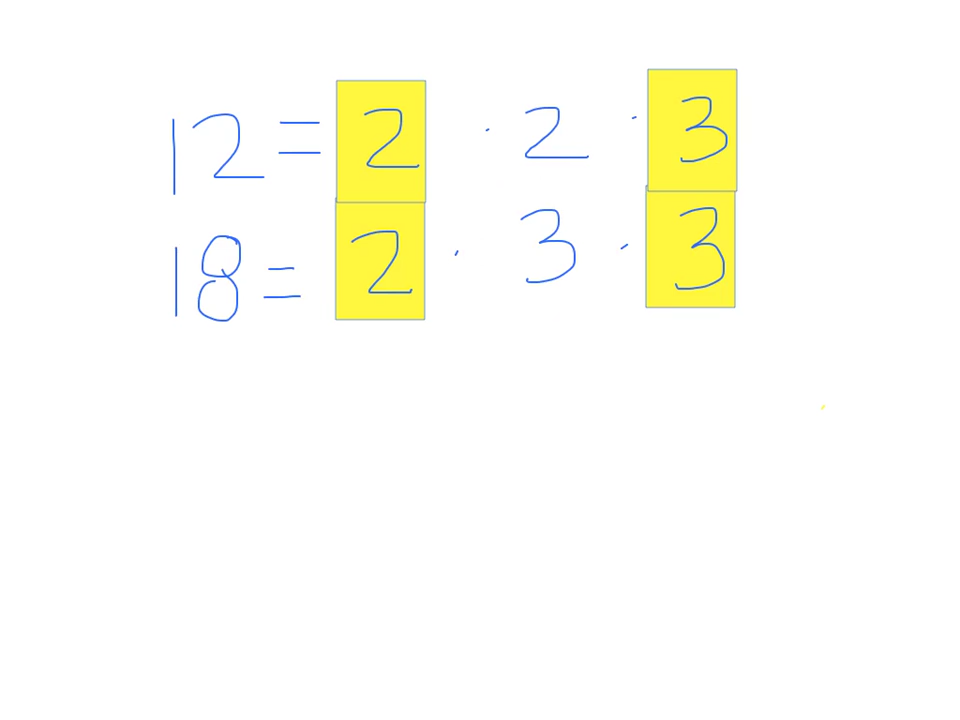 12 = 2 · 2 · 3
18 = 2 · 3 · 3